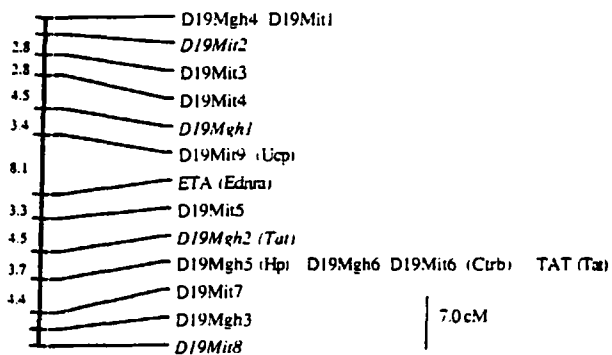 D19Mgh4 D19Mit1
D19Mit2
2.8 D19Mit3
2.8 D19Mit4
4.5 D19Mgh1
3.4 D19Mit9 (Ucp)
8.1 ETA (Ednra)
3.3 D19Mit5
4.5 D19Mgh2 (Tat)
3.7 D19Mgh5 (Hp) D19Mgh6 D19Mit6 (Ctrb) TAT (Tat)
4.4 D19Mit7
D19Mgh3 7.0 cM
D19Mit8